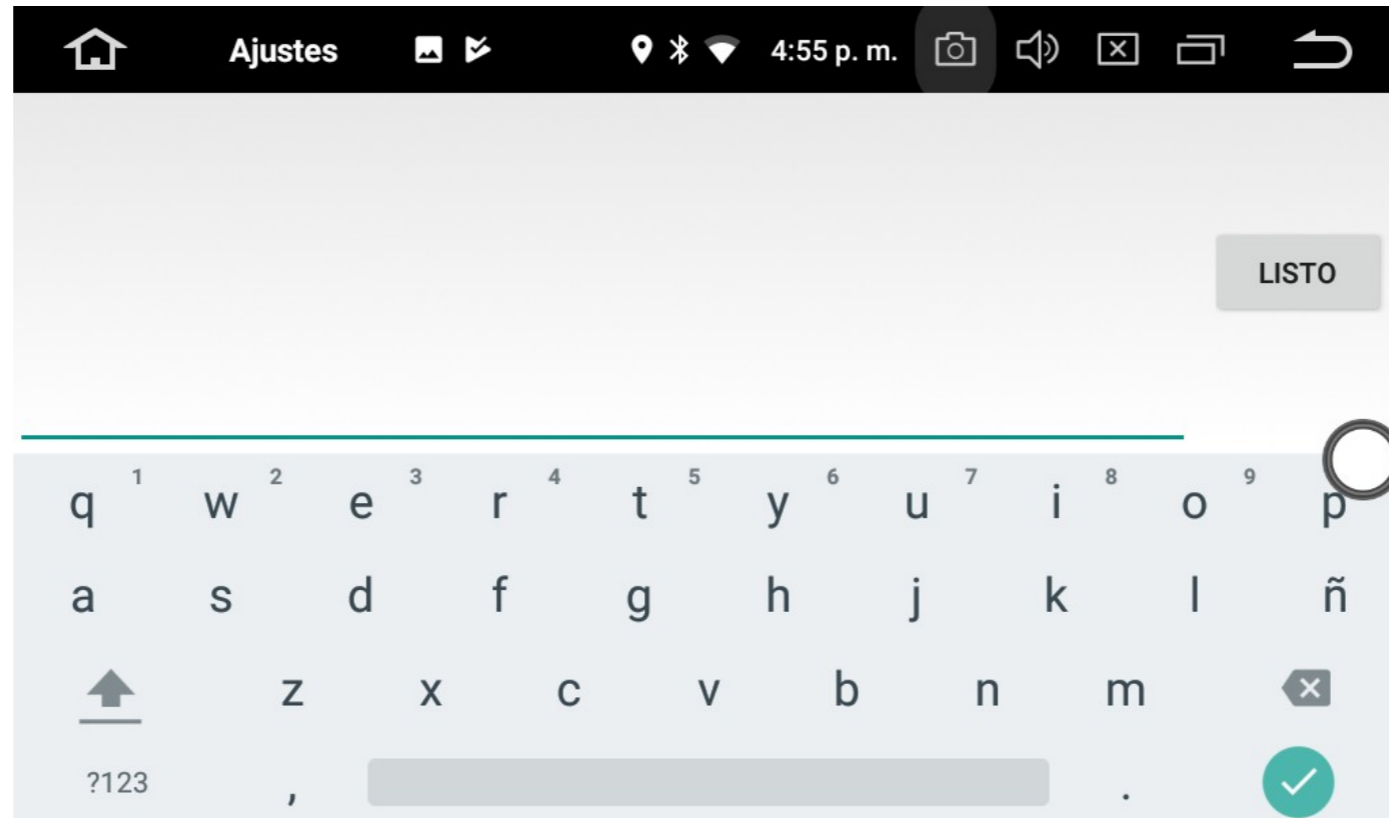 Ajustes 4:55 p. m.
LISTO
q 1 w 2 e 3 r 4 t 5 y 6 u 7 i 8 o 9 p
a s d f g h j k l ñ
z x c v b n m
?123 , .